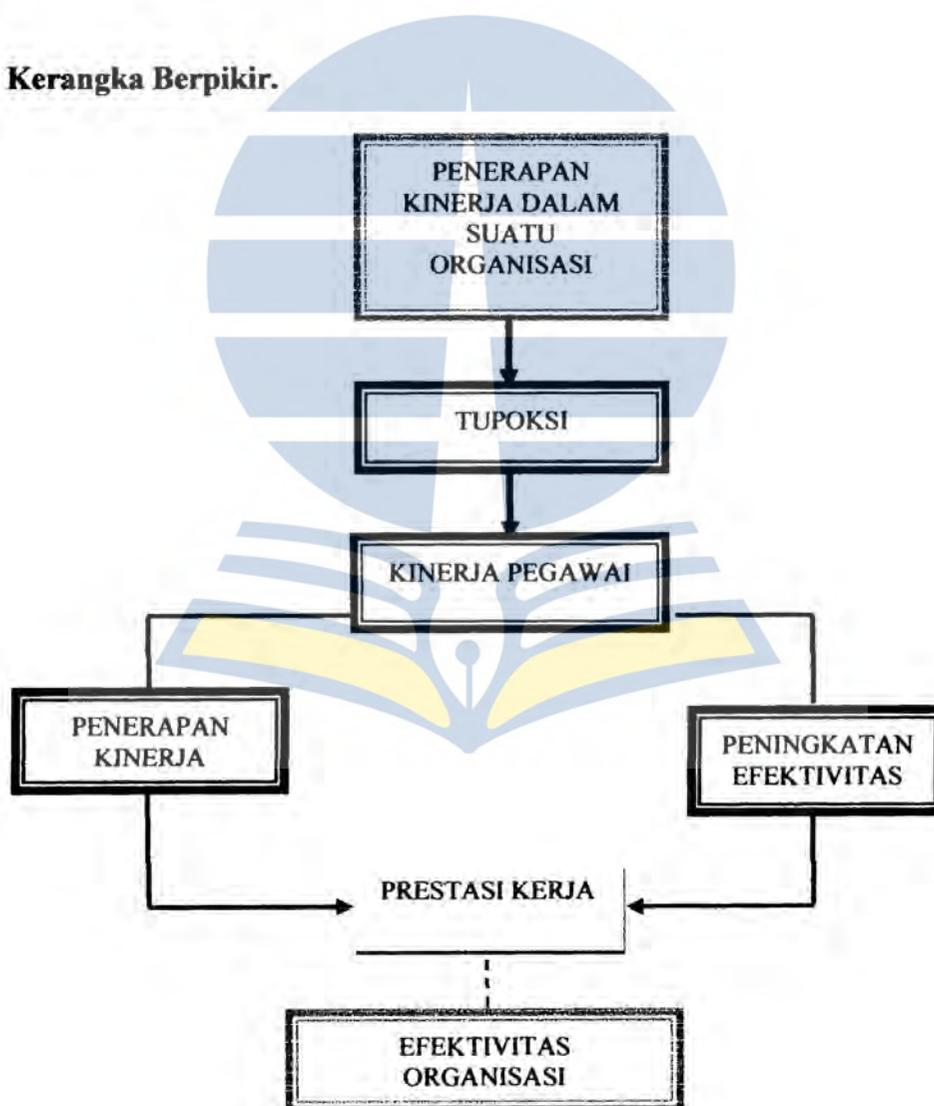 Kerangka Berpikir.
PENERAPAN
KINERJA DALAM
SUATU
ORGANISASI
TUPOKSI
KINERJA PEGAWAI
PENERAPAN
KINERJA
PENINGKATAN
EFEKTIVITAS
PRESTASI KERJA
EFEKTIVITAS
ORGANISASI